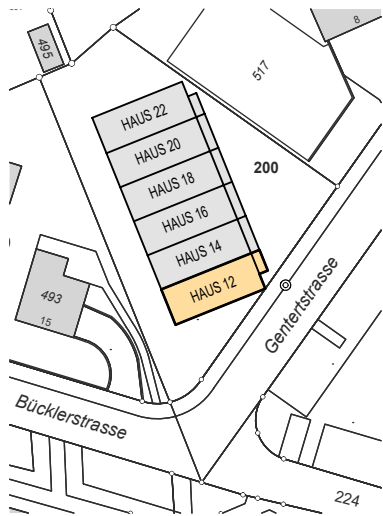 8
495
517
HAUS 22
HAUS 20
200
HAUS 18
HAUS 16
HAUS 14
HAUS 12
Gentertstrasse
493
15
Bücklerstrasse
224